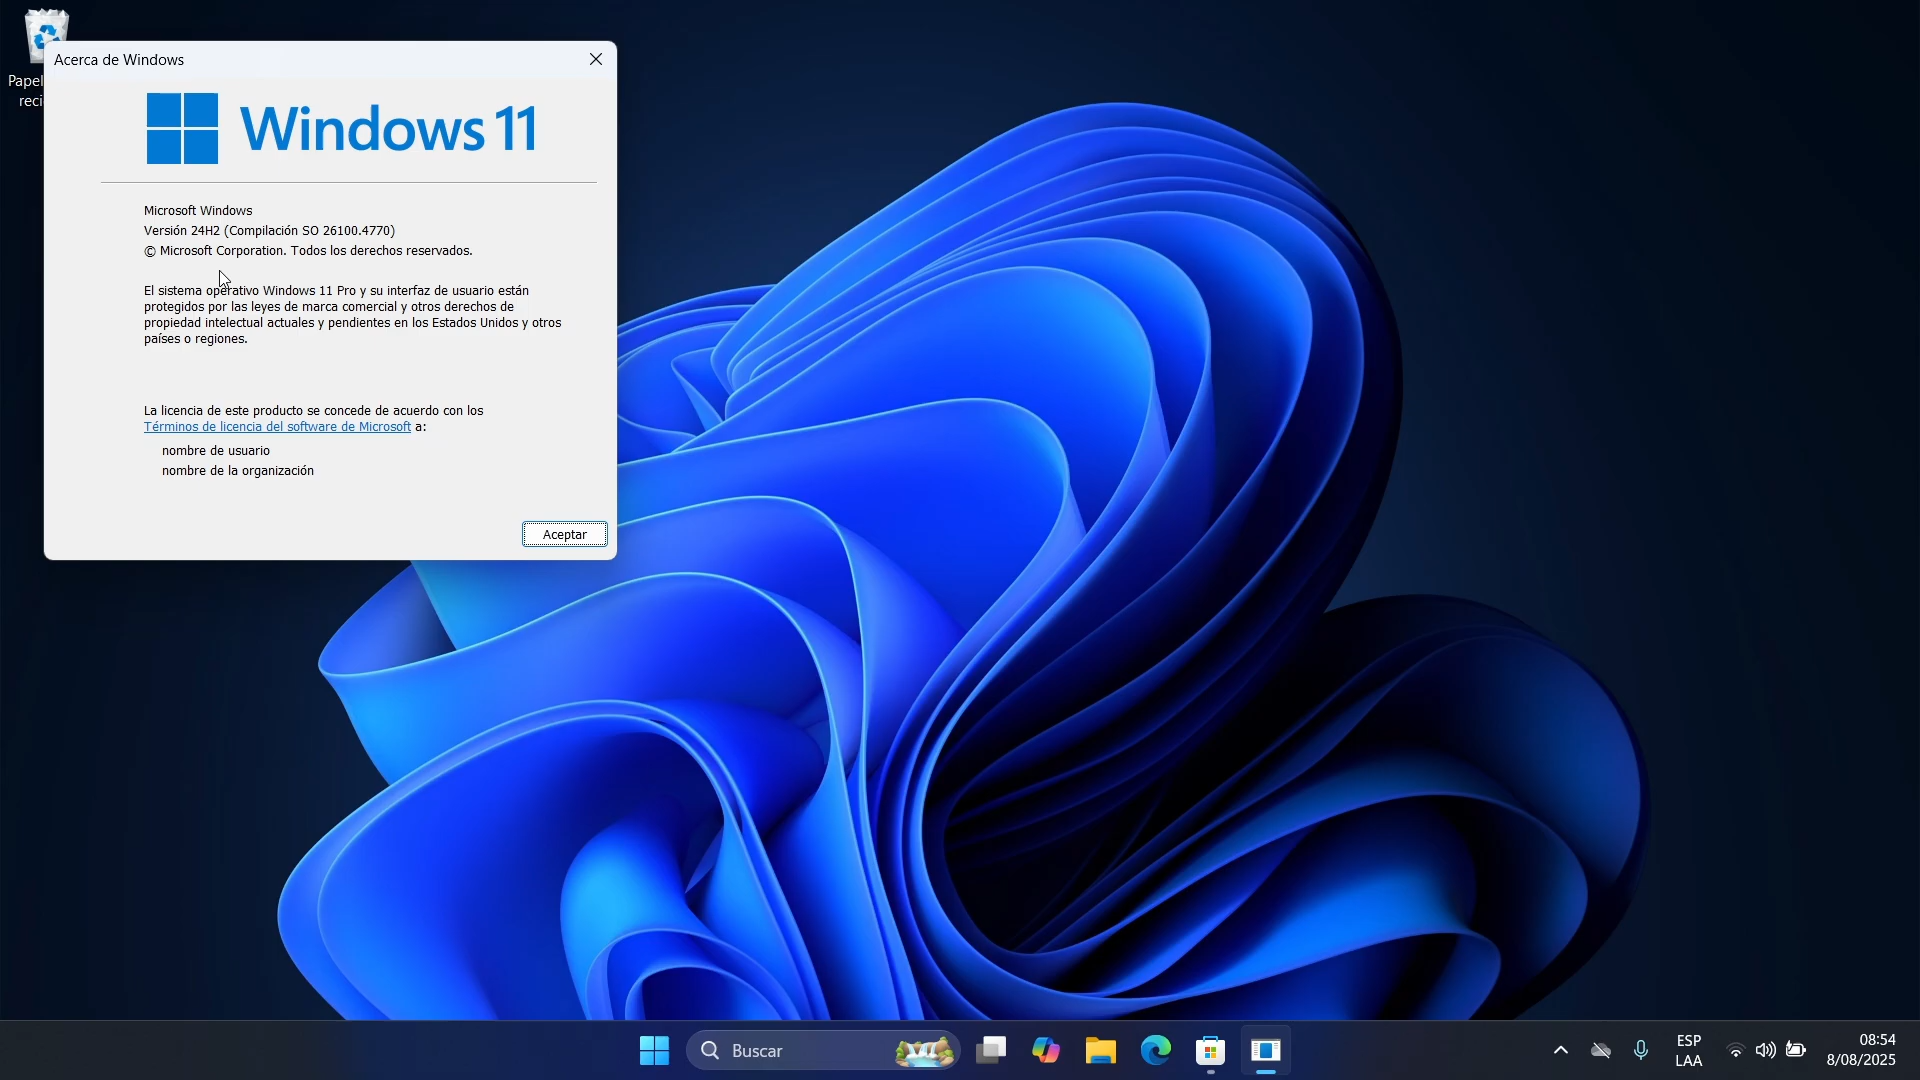 Papel
reci
Acerca de Windows
Windows 11
Microsoft Windows
Versión 24H2 (Compilación SO 26100.4770)
© Microsoft Corporation. Todos los derechos reservados.
El sistema operativo Windows 11 Pro y su interfaz de usuario están
protegidos por las leyes de marca comercial y otros derechos de
propiedad intelectual actuales y pendientes en los Estados Unidos y otros
países o regiones.
La licencia de este producto se concede de acuerdo con los
Términos de licencia del software de Microsoft a:
nombre de usuario
nombre de la organización
Aceptar
Buscar
ESP
LAA
08:54
8/08/2025